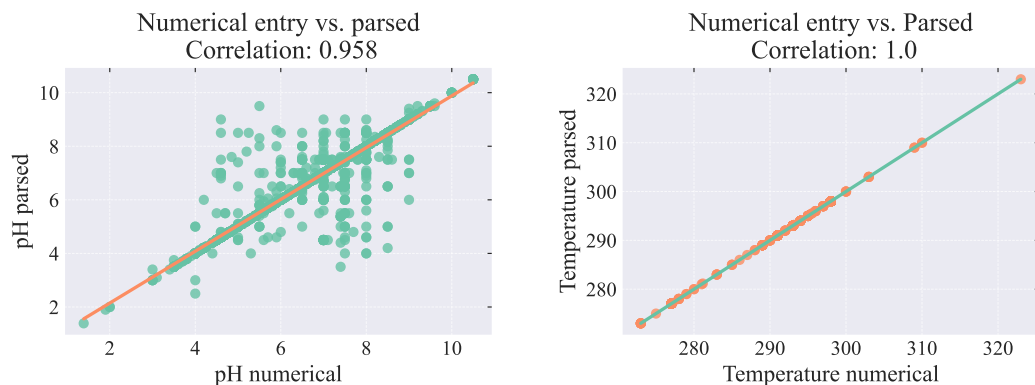 Numerical entry vs. parsed
Correlation: 0.958
10
8
6
4
2
pH parsed
2 4 6 8 10
pH numerical
Numerical entry vs. Parsed
Correlation: 1.0
320
310
300
290
280
Temperature parsed
280 290 300 310 320
Temperature numerical